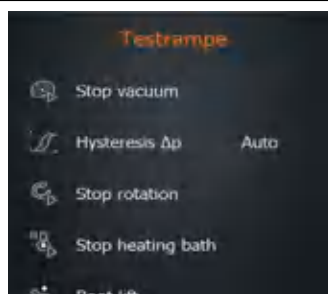 Testrampe
Stop vacuum
Hysteresis Δp Auto
Stop rotation
Stop heating bath